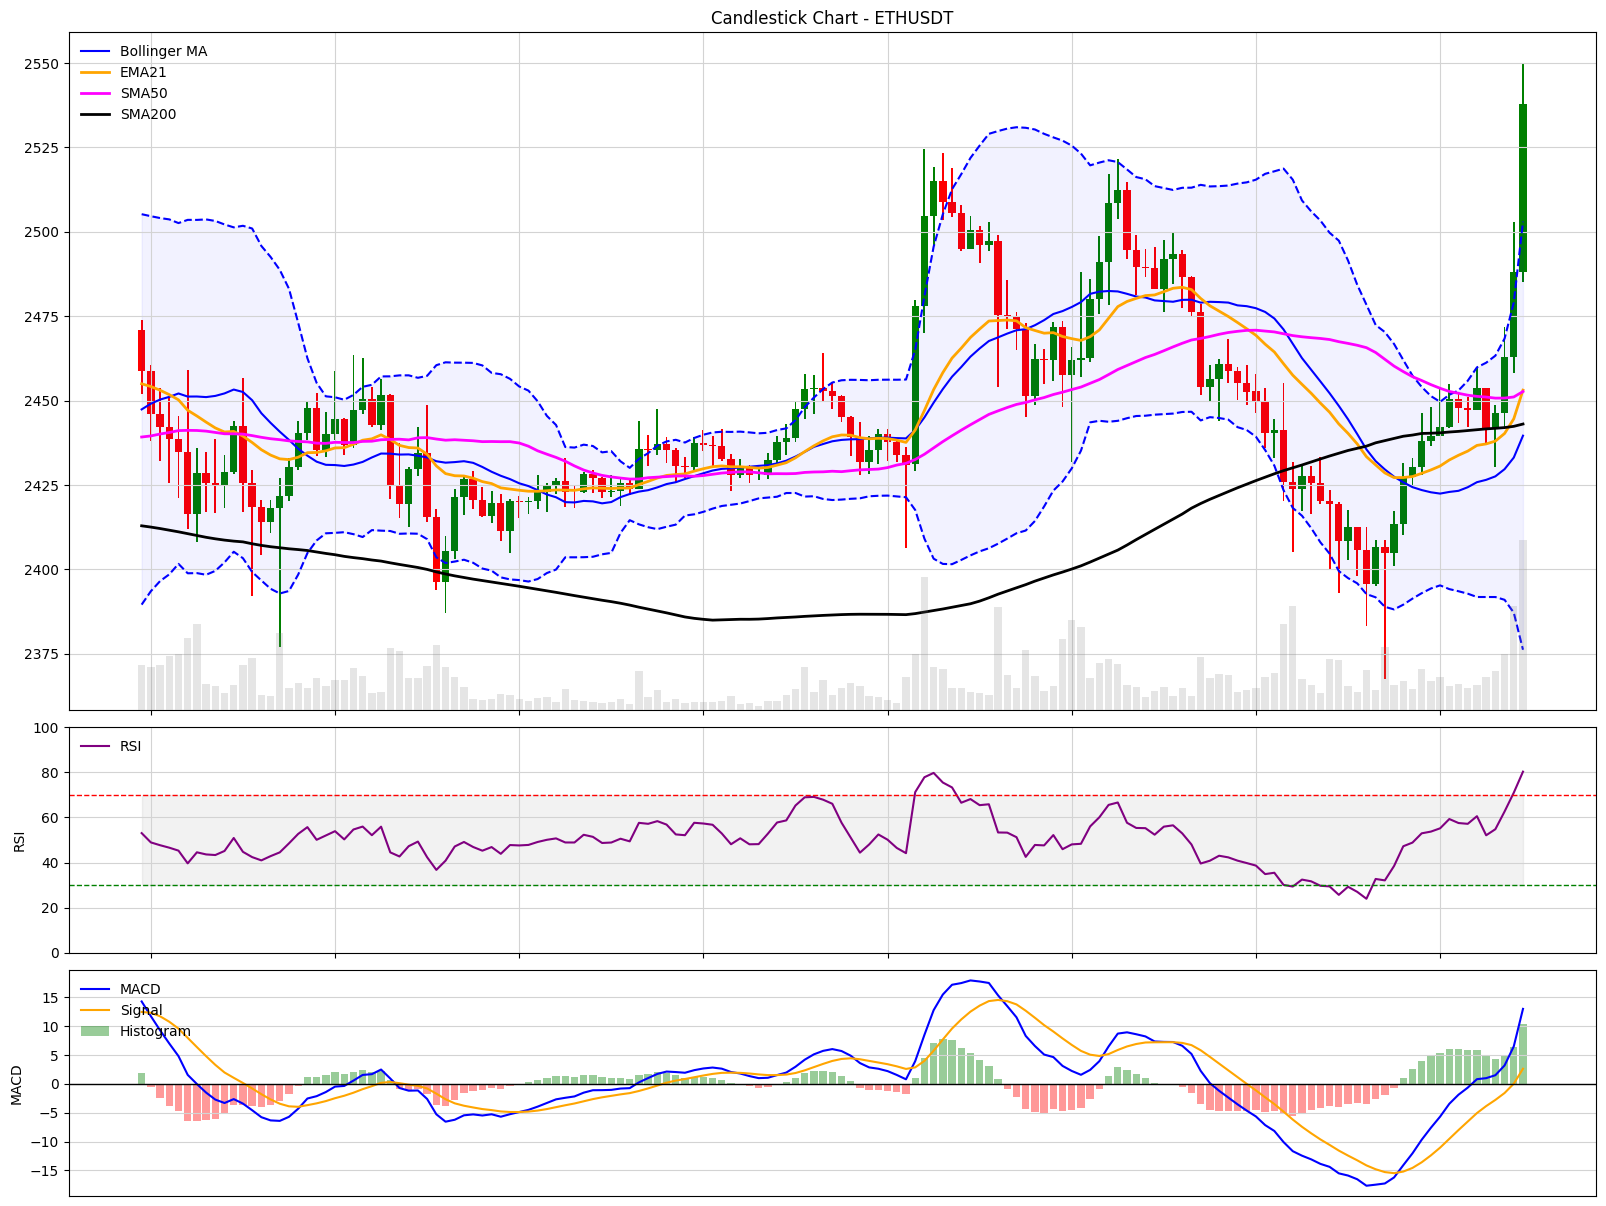 Candlestick Chart - ETHUSDT
Bollinger MA
EMA21
SMA50
SMA200
2550
2525
2500
2475
2450
2425
2400
2375
RSI
100
80
60
40
20
0
RSI
MACD
Signal
Histogram
15
10
5
0
−5
−10
−15
MACD